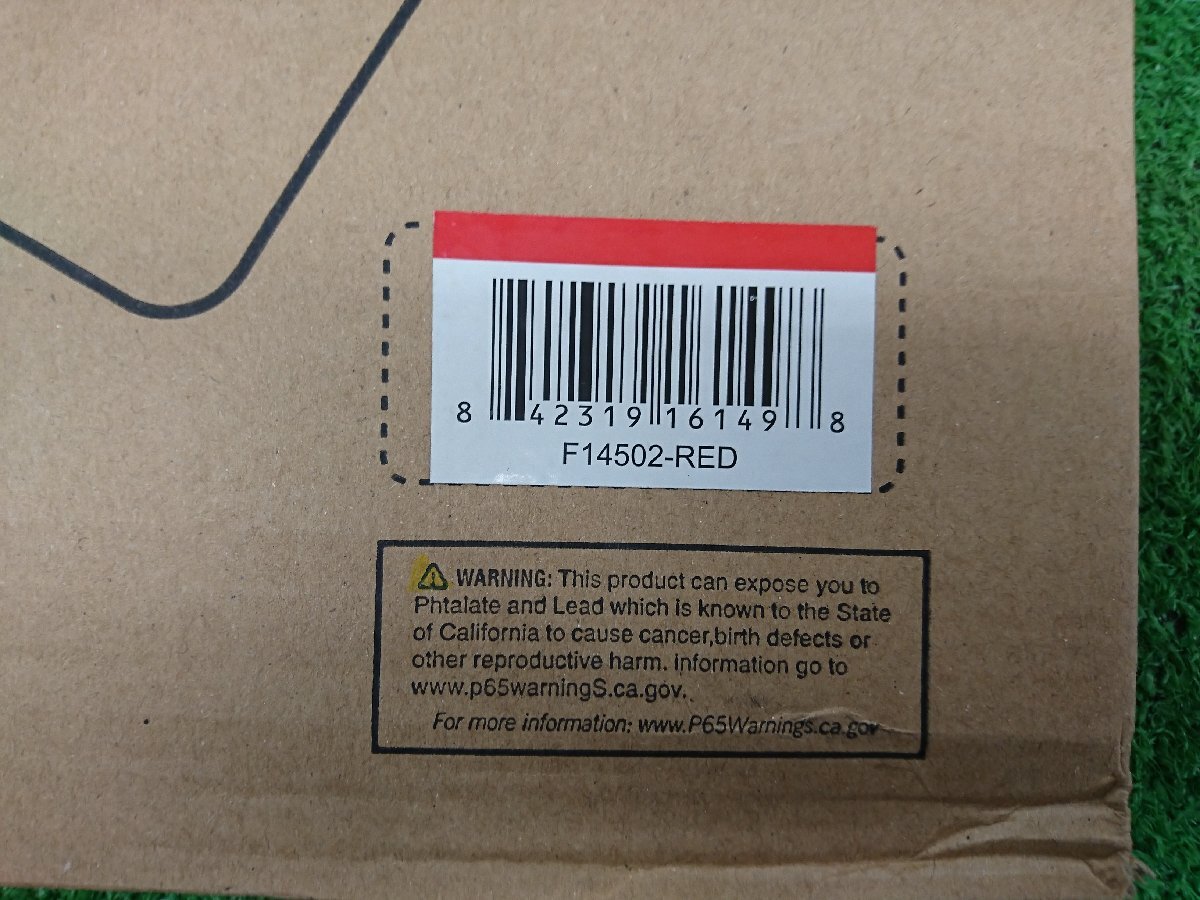 8 42319 16149 8
F14502-RED
WARNING: This product can expose you to
Phtalate and Lead which is known to the State
of California to cause cancer,birth defects or
other reproductive harm. Information go to
www.p65warningS.ca.gov.
For more information: www.P65Warnings.ca.gov